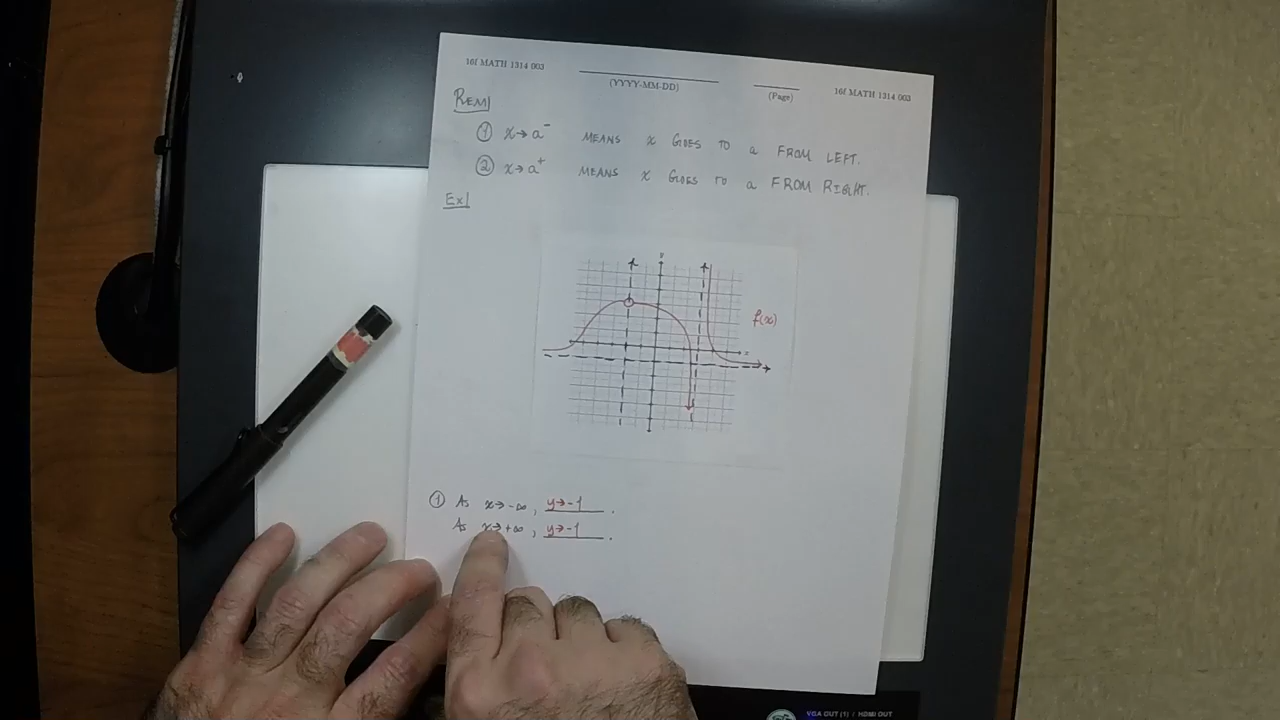 16f MATH 1314 003
(YYYY-MM-DD)
(Page)
16f MATH 1314 003
REM
① x→a⁻ MEANS x GOES TO a FROM LEFT.
② x→a⁺ MEANS x GOES TO a FROM RIGHT.
EX
y
x
f(x)
① As x→-∞, y→-1.
As x→+∞, y→-1.
VGA OUT (1) / HDMI OUT